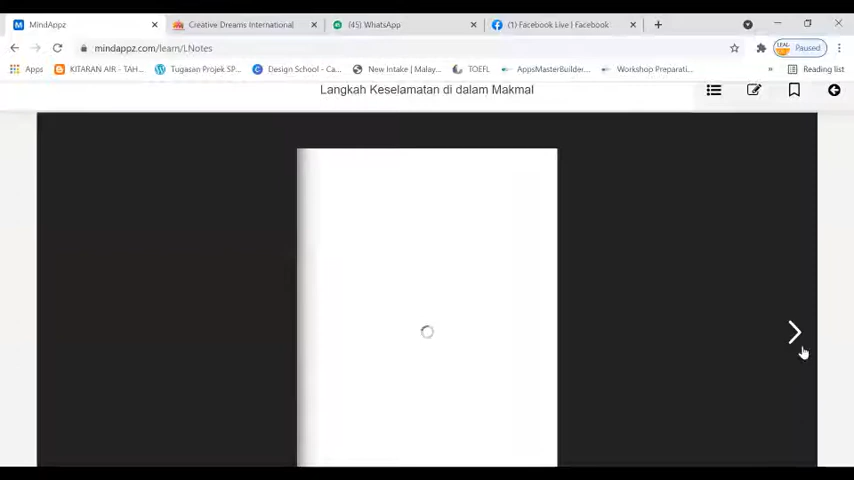 MindAppz
Creative Dreams International
(45) WhatsApp
(1) Facebook Live | Facebook
mindappz.com/learn/LNotes
Paused
Apps
KITARAN AIR - TAH...
Tugasan Projek SP...
Design School - Ca...
New Intake | Malay...
TOEFL
AppsMasterBuilder...
Workshop Preparati...
Reading list
Langkah Keselamatan di dalam Makmal